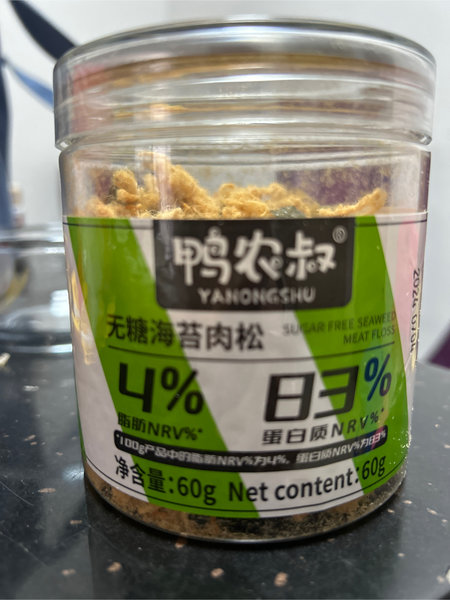 鸭农叔®
YANONGSHU
无糖海苔肉松
SUGAR FREE SEAWEED
MEAT FLOSS
4%
脂肪NRV%*
83%
蛋白质NRV%*
*100g产品中的脂肪NRV%为4%，蛋白质NRV%为83%
净含量:60g Net content:60g